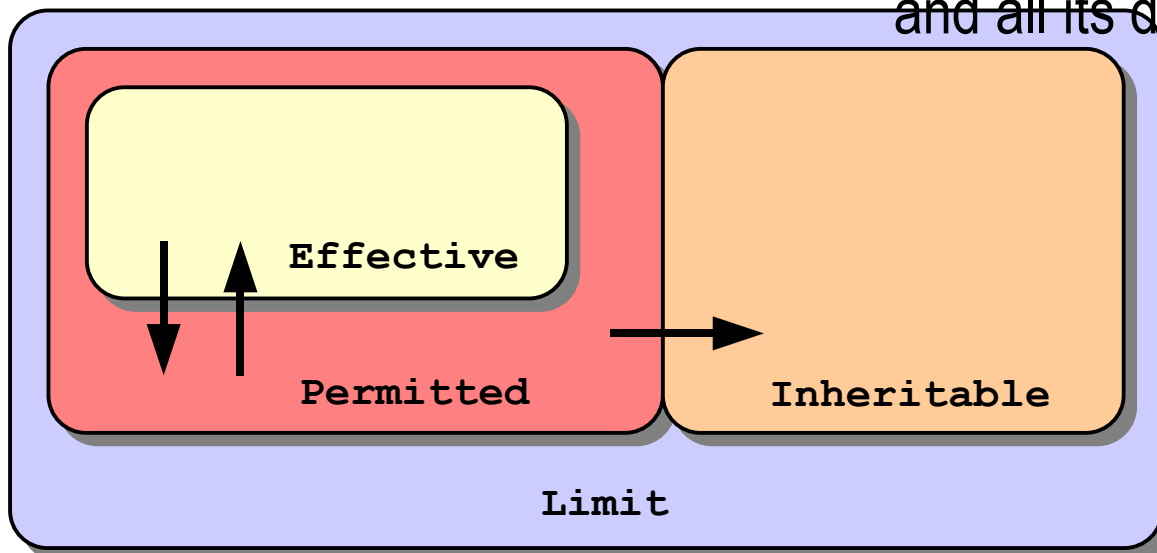 and all its d
Effective
Permitted
Inheritable
Limit